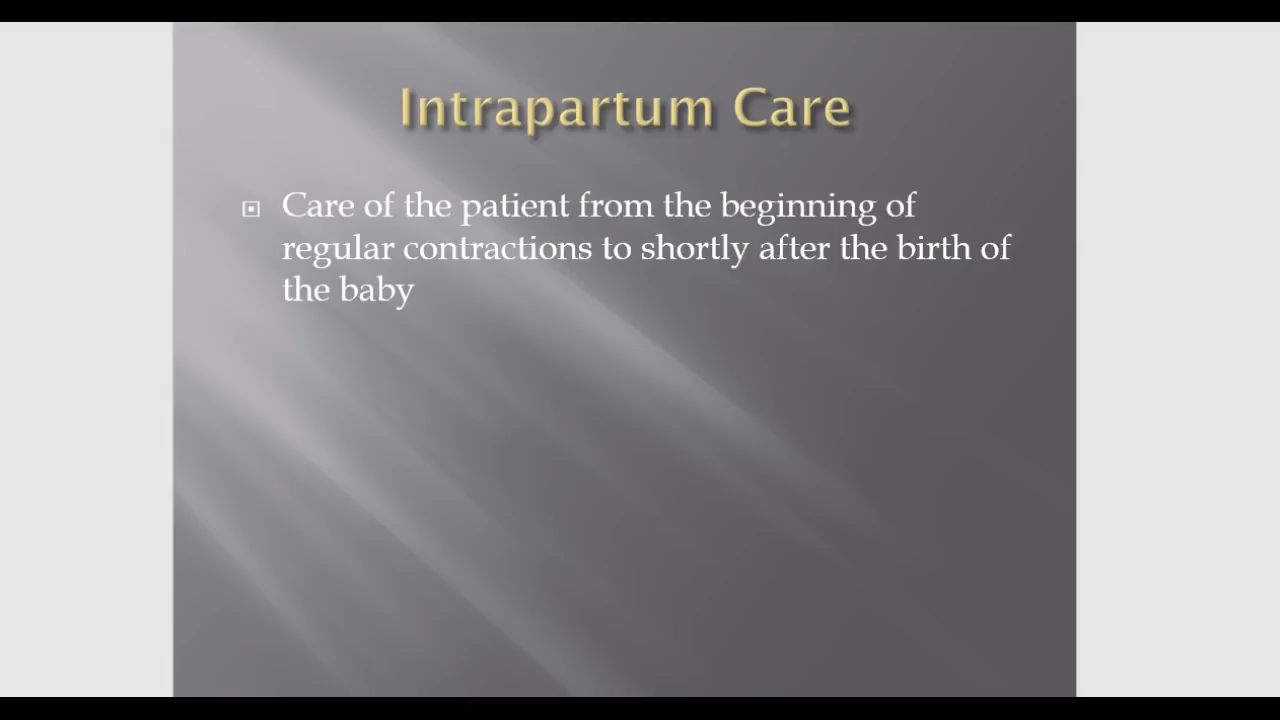 Intrapartum Care
Care of the patient from the beginning of
regular contractions to shortly after the birth of
the baby